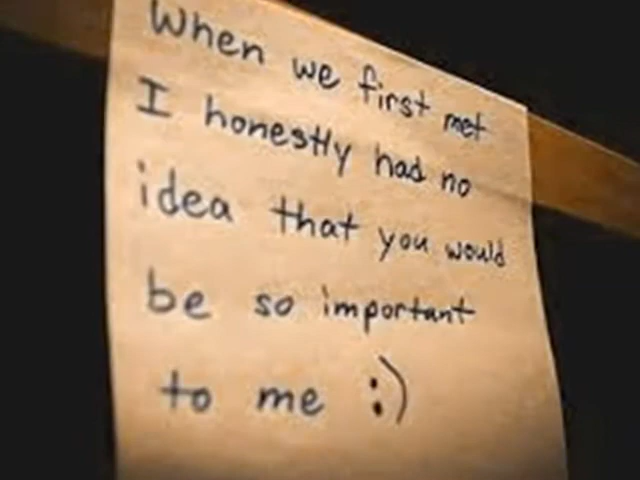 When we first met
I honestly had no
idea that you would
be so important
to me :)